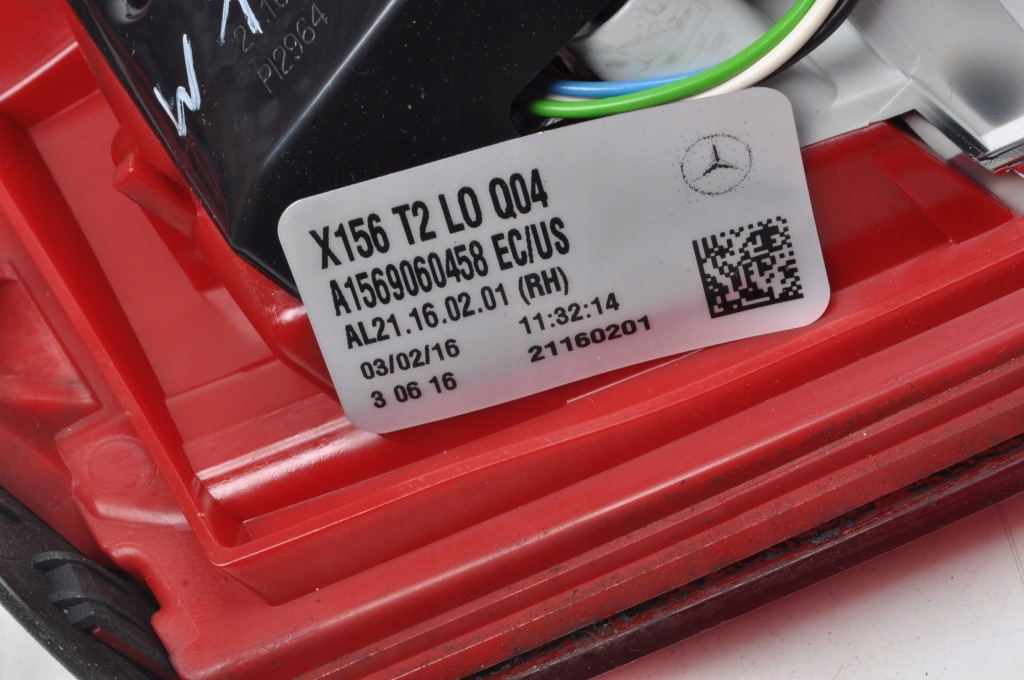 W
PI2964
X156 T2 LO Q04
A1569060458 EC/US
AL21.16.02.01 (RH)
03/02/16 11:32:14
3 06 16 21160201